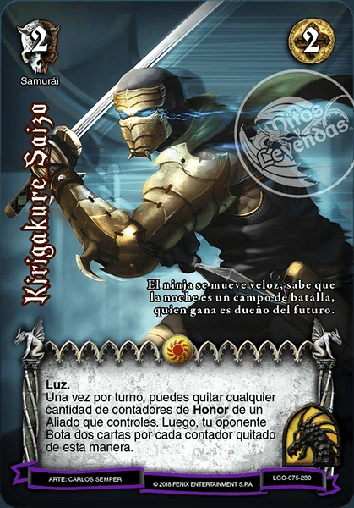 2
2
Samurái
Mitos
y
Leyendas
Kirigakure Saizo
El ninja se mueve veloz, sabe que
la noche es un campo de batalla,
quien gana es dueño del futuro.
Luz.
Una vez por turno, puedes quitar cualquier
cantidad de contadores de Honor de un
Aliado que controles. Luego, tu oponente
Bota dos cartas por cada contador quitado
de esta manera.
ARTE: CARLOS SEMPER
© 2018 FENIX ENTERTAINMENT S.P.A